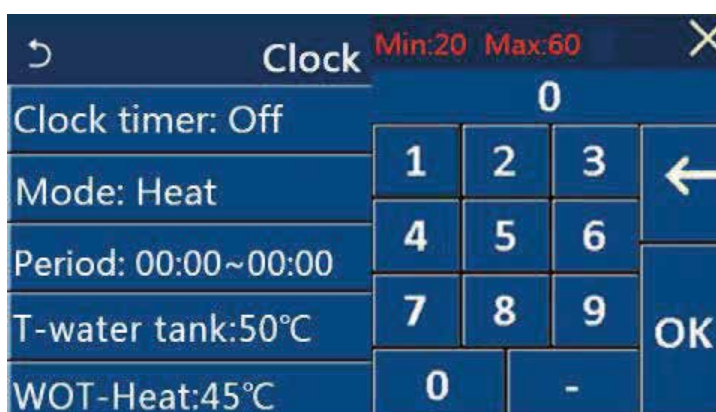 Clock
Clock timer: Off
Mode: Heat
Period: 00:00~00:00
T-water tank:50℃
WOT-Heat:45℃
Min:20 Max:60
0
1 2 3
4 5 6
7 8 9
0 -
OK